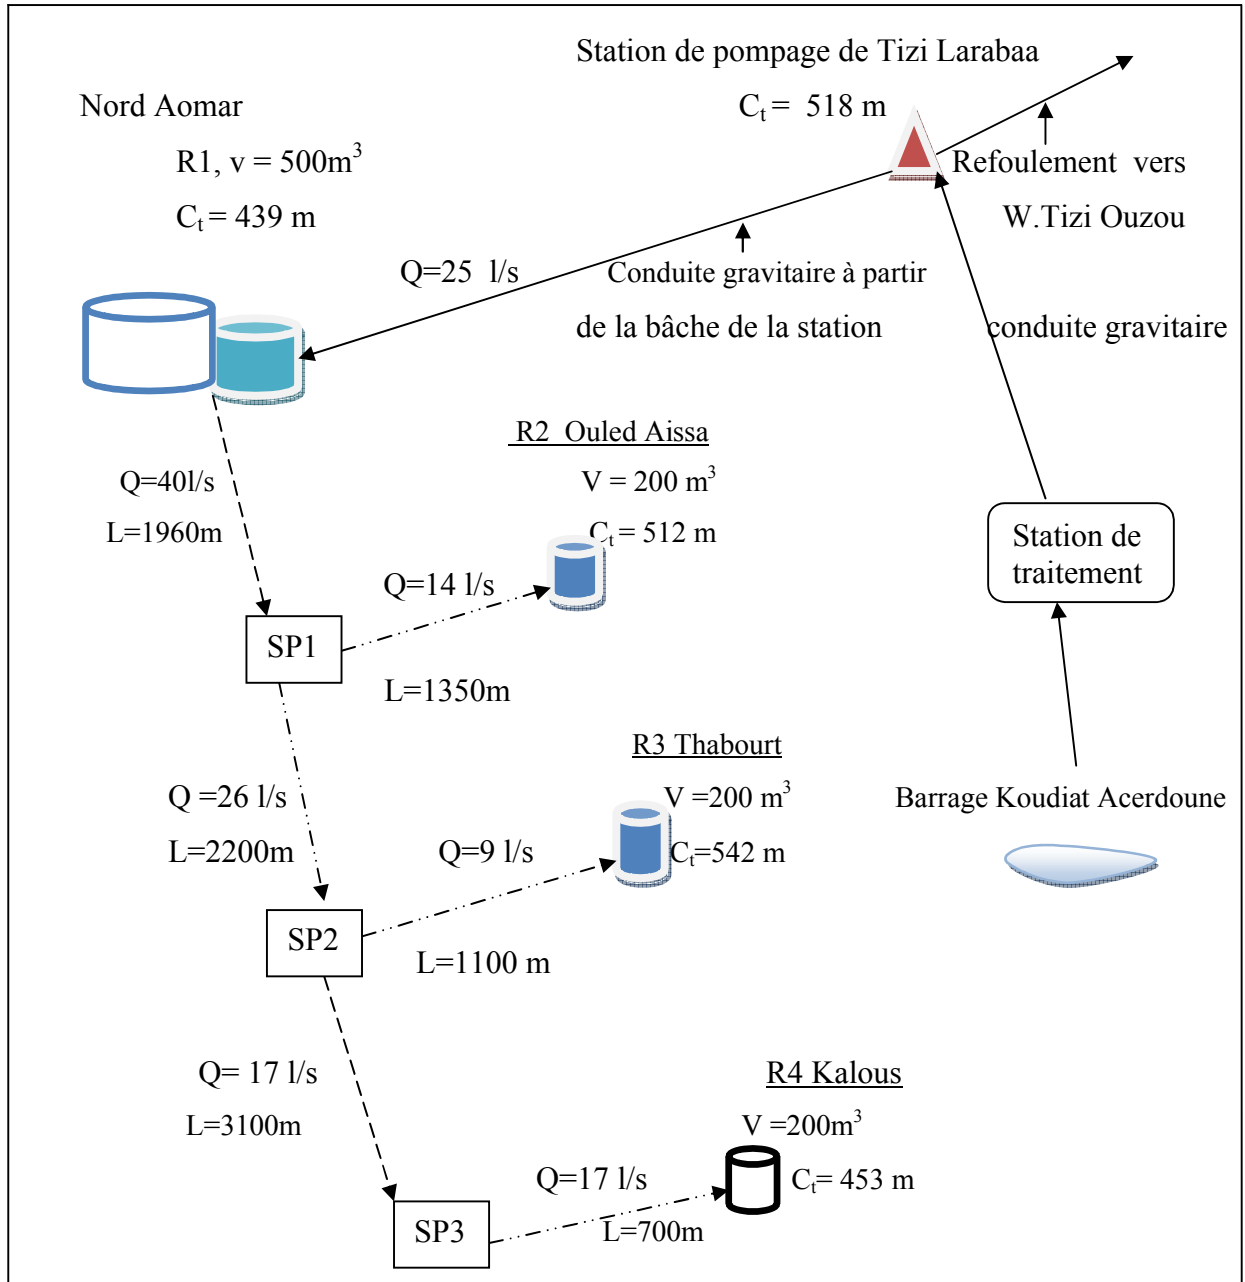 Station de pompage de Tizi Larabaa
Nord Aomar
Cₜ = 518 m
R1, v = 500m³
Cₜ = 439 m
Refoulement vers
W.Tizi Ouzou
Q=25 l/s
Conduite gravitaire à partir
de la bâche de la station
conduite gravitaire
R2 Ouled Aissa
Q=40l/s
V = 200 m³
L=1960m
Cₜ = 512 m
Station de
traitement
Q=14 l/s
SP1
L=1350m
R3 Thabourt
Q =26 l/s
V =200 m³
Barrage Koudiat Acerdoune
L=2200m
Q=9 l/s
Cₜ=542 m
SP2
L=1100 m
Q= 17 l/s
R4 Kalous
L=3100m
V =200m³
Q=17 l/s
Cₜ= 453 m
SP3
L=700m